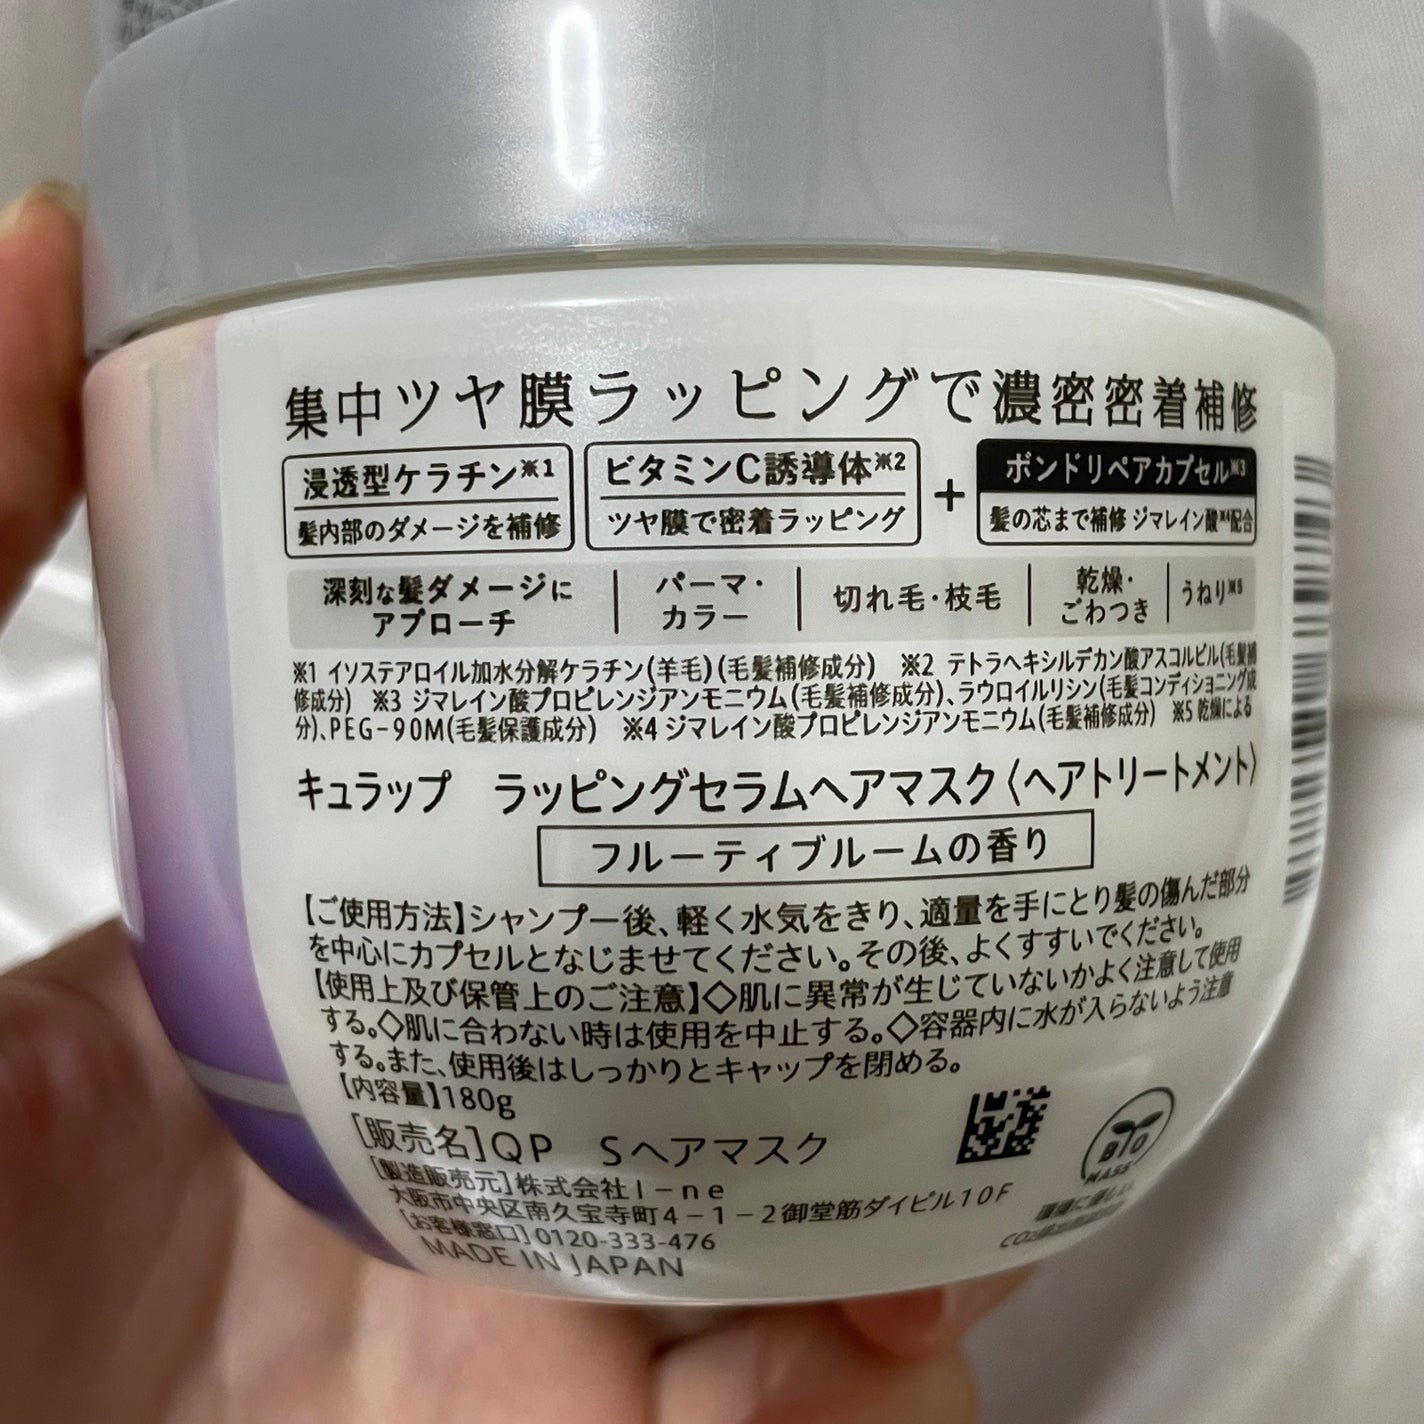 集中ツヤ膜ラッピングで濃密密着補修
浸透型ケラチン※1
髪内部のダメージを補修
ビタミンC誘導体※2
ツヤ膜で密着ラッピング
+
ボンドリペアカプセル※3
髪の芯まで補修 ジマレイン酸※4配合
深刻な髪ダメージに
アプローチ
パーマ・
カラー
切れ毛・枝毛
乾燥・
ごわつき
うねり※5
※1 イソステアロイル加水分解ケラチン(羊毛)(毛髪補修成分) ※2 テトラヘキシルデカン酸アスコルビル(毛髪補
修成分) ※3 ジマレイン酸プロピレンジアンモニウム(毛髪補修成分)、ラウロイルリシン(毛髪コンディショニング成
分)、PEG-90M(毛髪保護成分) ※4 ジマレイン酸プロピレンジアンモニウム(毛髪補修成分) ※5 乾燥による
キュラップ ラッピングセラムヘアマスク〈ヘアトリートメント〉
フルーティブルームの香り
【ご使用方法】シャンプー後、軽く水気をきり、適量を手にとり髪の傷んだ部分
を中心にカプセルとなじませてください。その後、よくすすいでください。
【使用上及び保管上のご注意】◇肌に異常が生じていないかよく注意して使用
する。◇肌に合わない時は使用を中止する。◇容器内に水が入らないよう注意
する。また、使用後はしっかりとキャップを閉める。
【内容量】180g
[販売名]QP Sヘアマスク
[製造販売元]株式会社I-ne
大阪市中央区南久宝寺町4-1-2御堂筋ダイビル10F
[お客様窓口]0120-333-476
MADE IN JAPAN
BIO
MASS
環境に優しい